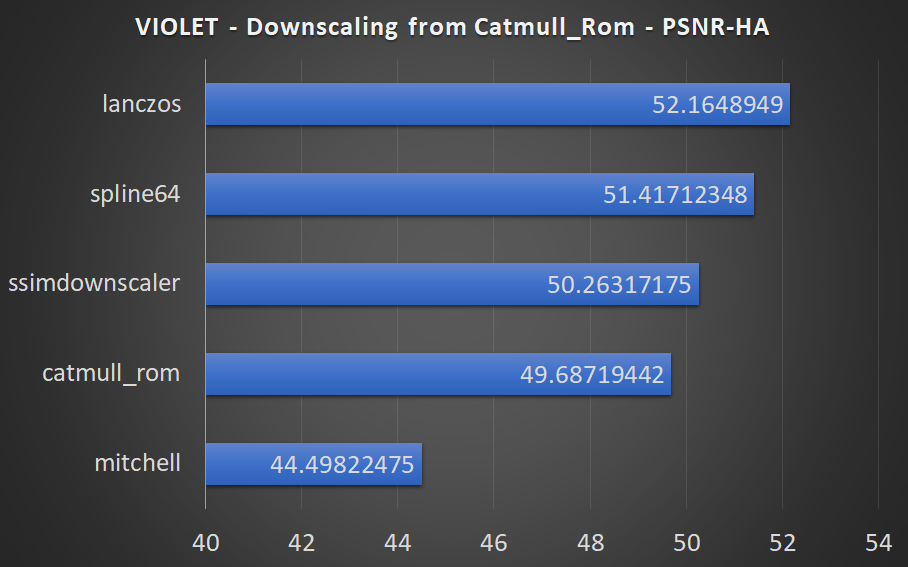 VIOLET - Downscaling from Catmull_Rom - PSNR-HA
lanczos 52.1648949
spline64 51.41712348
ssimdownscaler 50.26317175
catmull_rom 49.68719442
mitchell 44.49822475
40 42 44 46 48 50 52 54